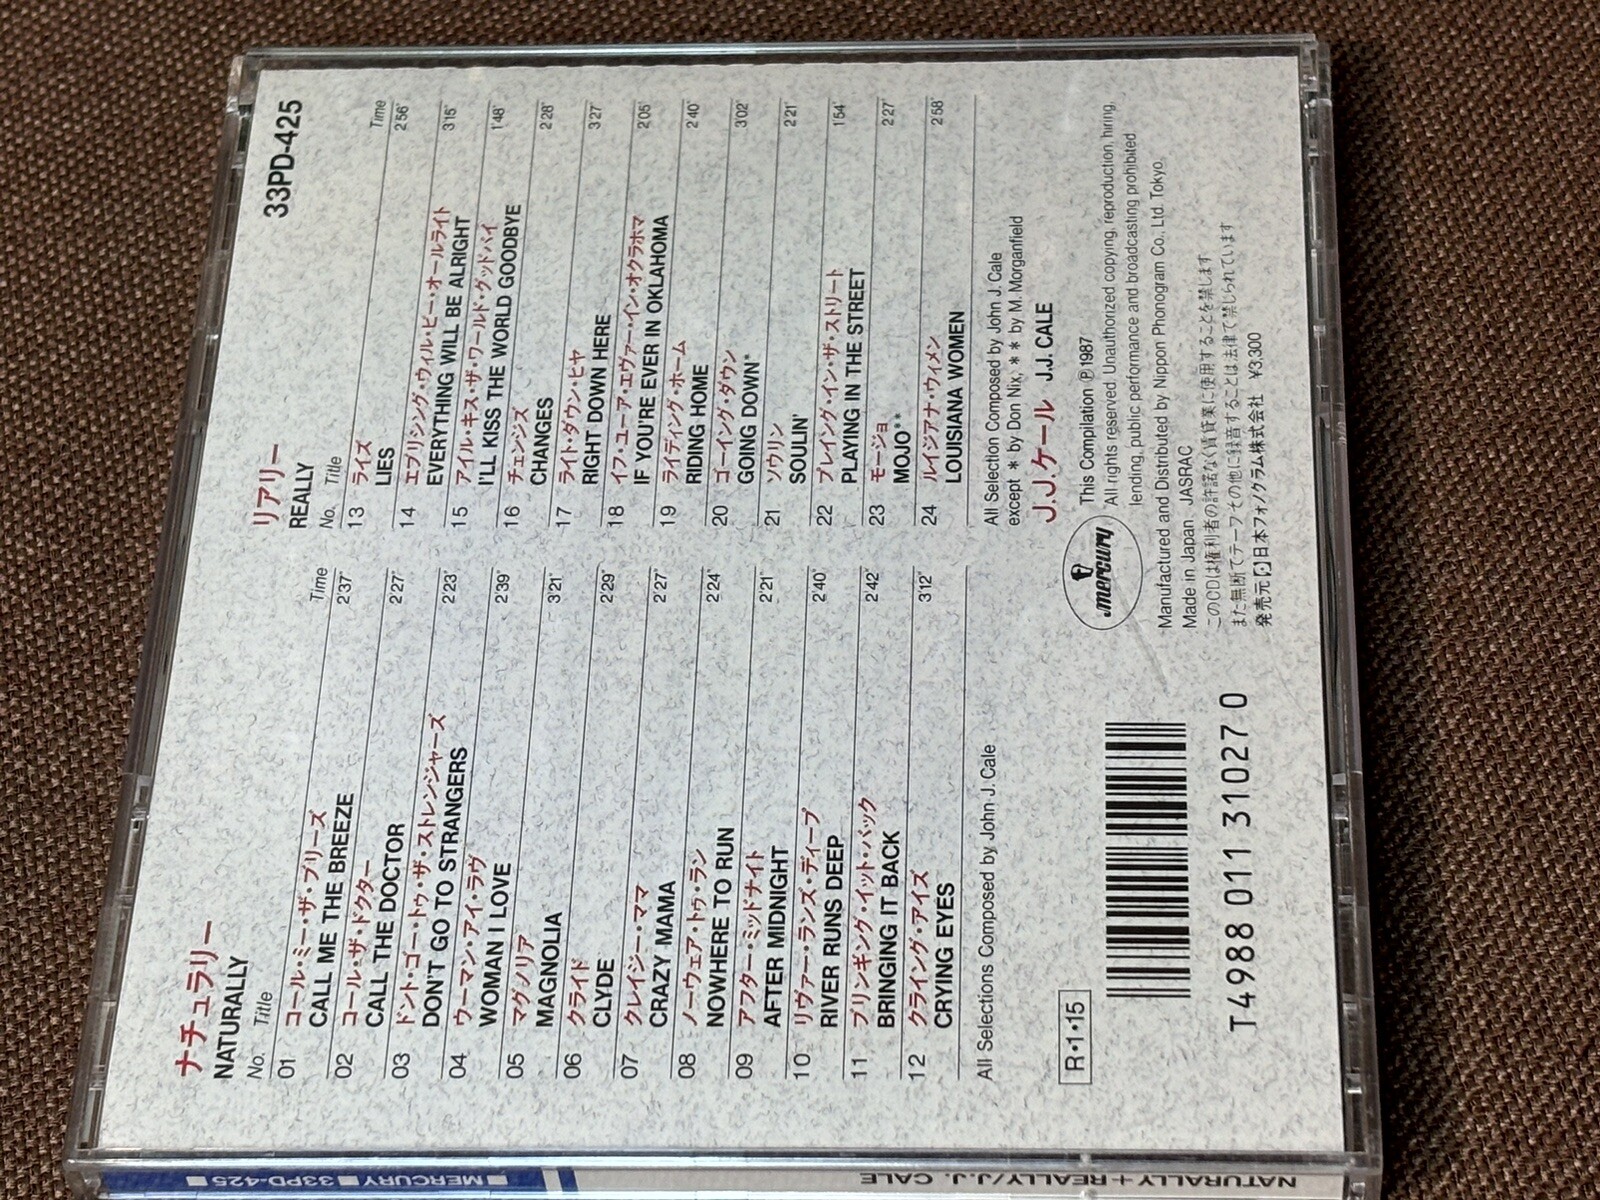 33PD-425
ナチュラリー
NATURALLY
No. Title Time
01 コール・ミー・ザ・ブリーズ
CALL ME THE BREEZE 2'37"
02 コール・ザ・ドクター
CALL THE DOCTOR 2'27"
03 ドント・ゴー・トゥ・ザ・ストレンジャーズ
DON'T GO TO STRANGERS 2'23"
04 ウーマン・アイ・ラヴ
WOMAN I LOVE 2'39"
05 マグノリア
MAGNOLIA 3'21"
06 クライド
CLYDE 2'29"
07 クレイジー・ママ
CRAZY MAMA 2'27"
08 ノーウェア・トゥ・ラン
NOWHERE TO RUN 2'24"
09 アフター・ミッドナイト
AFTER MIDNIGHT 2'21"
10 リヴァー・ランズ・ディープ
RIVER RUNS DEEP 2'40"
11 ブリンギング・イット・バック
BRINGING IT BACK 2'42"
12 クライング・アイズ
CRYING EYES 3'12"
All Selections Composed by John J. Cale
リアリー
REALLY
No. Title Time
13 ライズ
LIES 2'56"
14 エブリシング・ウィル・ビー・オールライト
EVERYTHING WILL BE ALRIGHT 3'15"
15 アイル・キス・ザ・ワールド・グッドバイ
I'LL KISS THE WORLD GOODBYE 1'48"
16 チェンジズ
CHANGES 2'28"
17 ライト・ダウン・ヒヤ
RIGHT DOWN HERE 3'27"
18 イフ・ユーア・エヴァー・イン・オクラホマ
IF YOU'RE EVER IN OKLAHOMA 2'05"
19 ライディング・ホーム
RIDING HOME 2'40"
20 ゴーイング・ダウン
GOING DOWN* 3'02"
21 ソウリン
SOULIN' 2'21"
22 プレイング・イン・ザ・ストリート
PLAYING IN THE STREET 1'54"
23 モージョ
MOJO** 2'27"
24 ルイジアナ・ウィメン
LOUISIANA WOMEN 2'58"
All Selection Composed by John J. Cale
except * by Don Nix, ** by M. Morganfield
J.J.ケール J.J. CALE
mercury
This Compilation ℗ 1987
All rights reserved. Unauthorized copying, reproduction, hiring,
lending, public performance and broadcasting prohibited
Manufactured and Distributed by Nippon Phonogram Co., Ltd. Tokyo,
Made in Japan JASRAC
このCDは権利者の許諾なく賃貸業に使用することを禁じます
また無断でテープその他に録音することは法律で禁じられています
発売元 日本フォノグラム株式会社 ¥3,300
R・1・15
T4988 011 31027 0
NATURALLY+REALLY/J.J. CALE
■MERCURY■33PD-425■